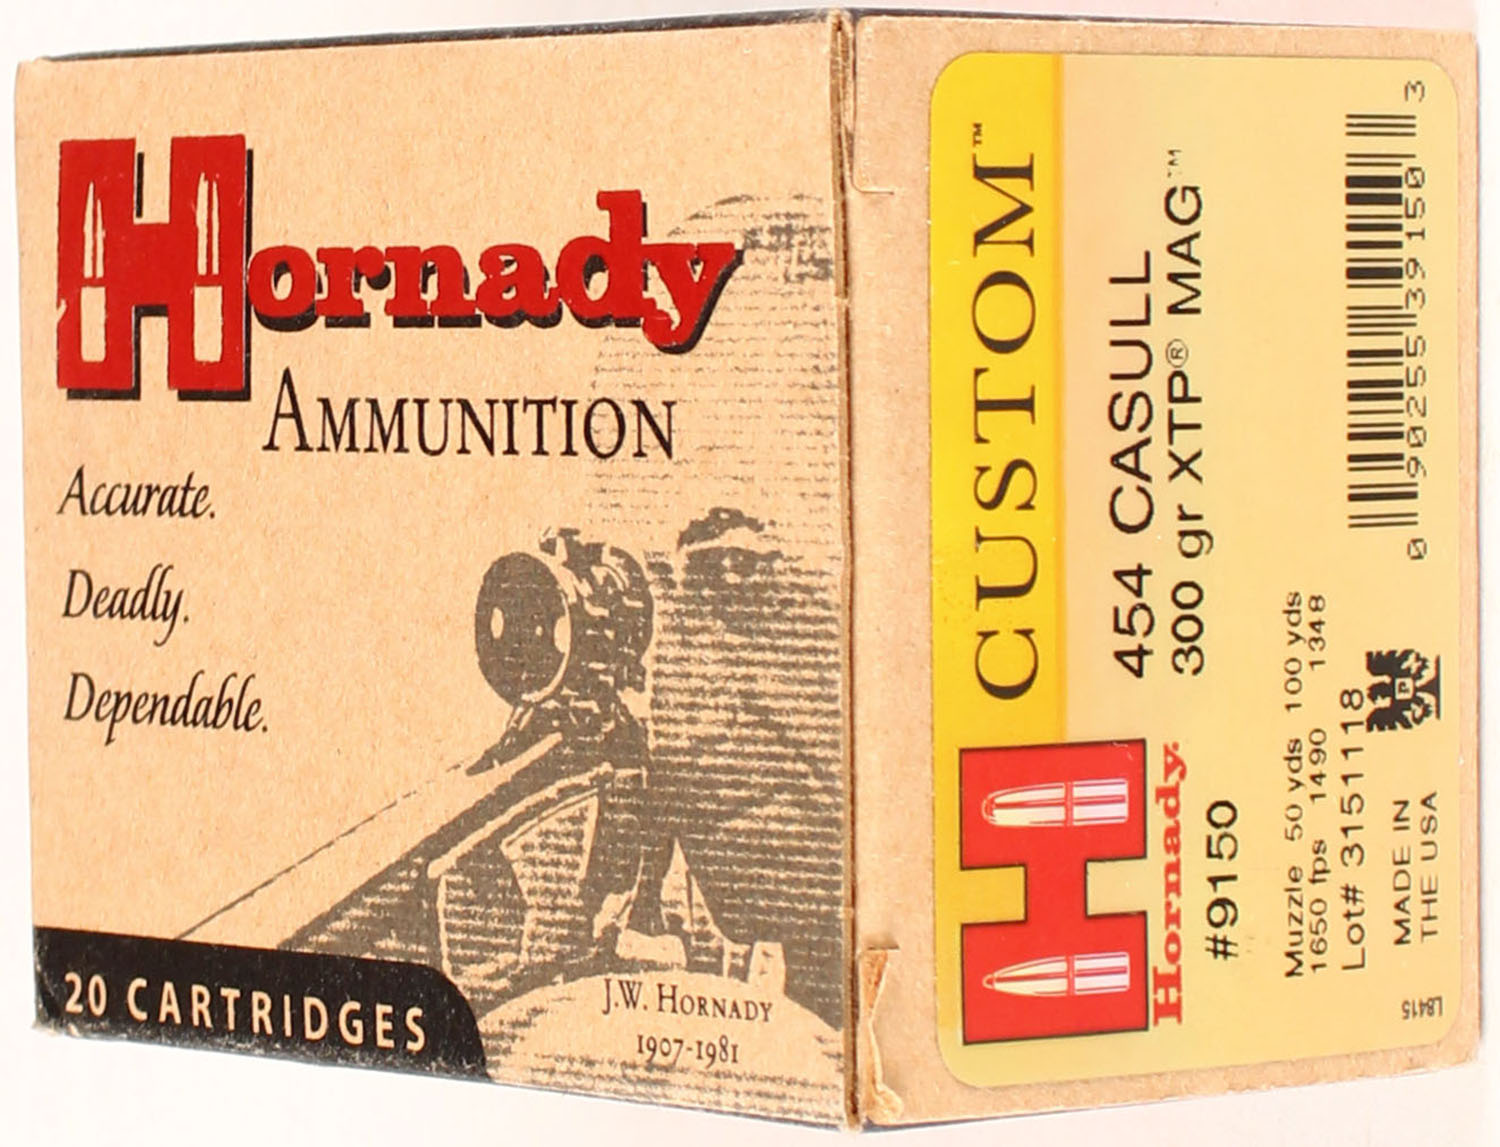 Hornady
AMMUNITION
Accurate.
Deadly.
Dependable.
20 CARTRIDGES
J.W. HORNADY
1907-1981
CUSTOM™
454 CASULL
300 gr XTP® MAG™
Hornady
#9150
Muzzle 50 yds 100 yds
1650 fps 1490 1348
Lot# 3151118
MADE IN
THE USA
L8415
0 90255 39150 3